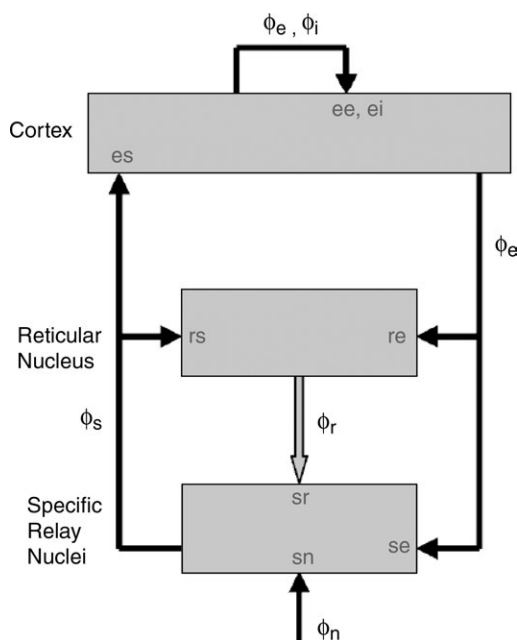 ϕe , ϕi
Cortex
ee, ei
es
ϕe
Reticular
Nucleus
rs
re
ϕs
ϕr
Specific
Relay
Nuclei
sr
sn
se
ϕn